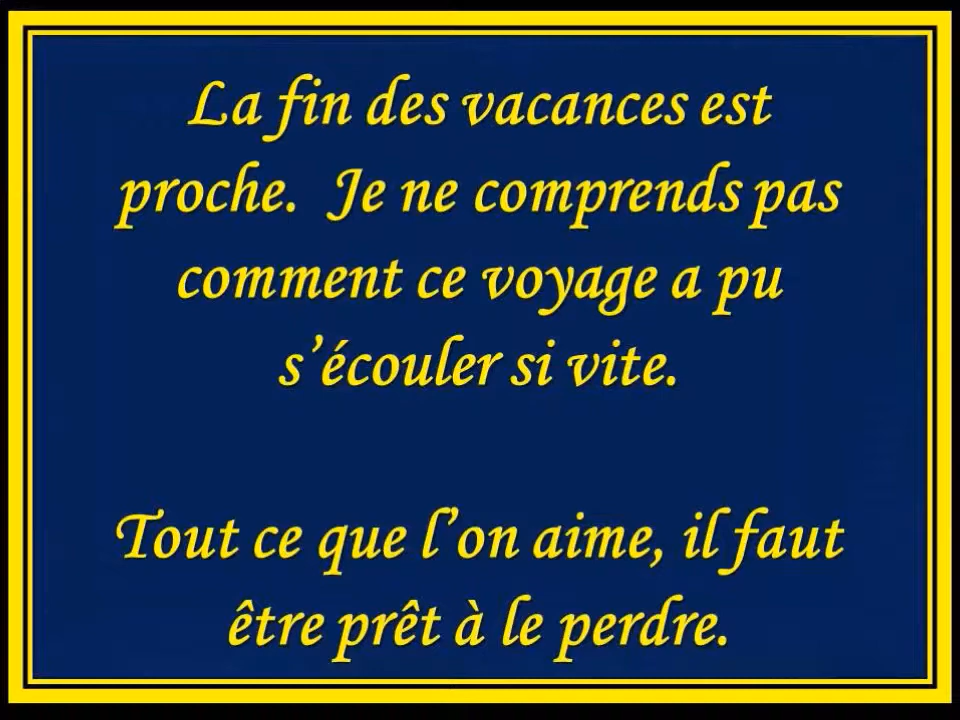 La fin des vacances est
proche.  Je ne comprends pas
comment ce voyage a pu
s’écouler si vite.
Tout ce que l’on aime, il faut
être prêt à le perdre.